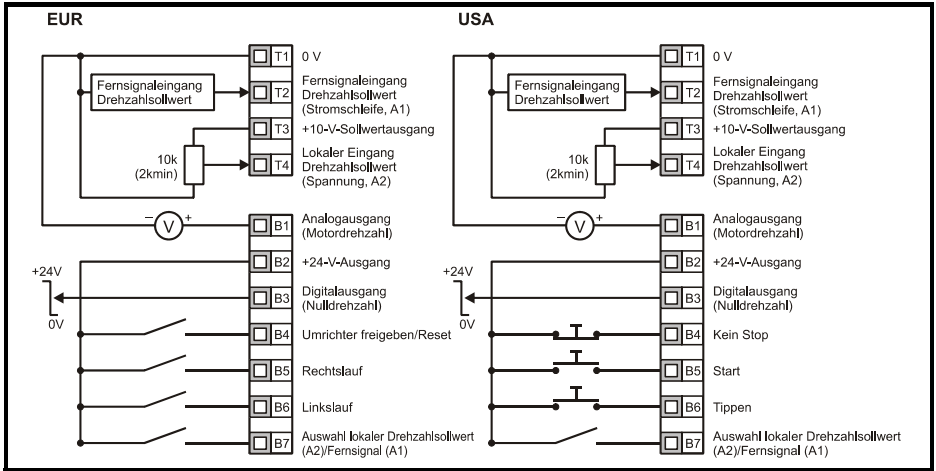 EUR
T1 0 V
Fernsignaleingang
Drehzahlsollwert
T2
Fernsignaleingang
Drehzahlsollwert
(Stromschleife, A1)
T3 +10-V-Sollwertausgang
10k
(2kmin)
T4
Lokaler Eingang
Drehzahlsollwert
(Spannung, A2)
– V +
B1
Analogausgang
(Motordrehzahl)
B2 +24-V-Ausgang
+24V
0V
B3
Digitalausgang
(Nulldrehzahl)
B4 Umrichter freigeben/Reset
B5 Rechtslauf
B6 Linkslauf
B7
Auswahl lokaler Drehzahlsollwert
(A2)/Fernsignal (A1)
USA
T1 0 V
Fernsignaleingang
Drehzahlsollwert
T2
Fernsignaleingang
Drehzahlsollwert
(Stromschleife, A1)
T3 +10-V-Sollwertausgang
10k
(2kmin)
T4
Lokaler Eingang
Drehzahlsollwert
(Spannung, A2)
– V +
B1
Analogausgang
(Motordrehzahl)
B2 +24-V-Ausgang
+24V
0V
B3
Digitalausgang
(Nulldrehzahl)
B4 Kein Stop
B5 Start
B6 Tippen
B7
Auswahl lokaler Drehzahlsollwert
(A2)/Fernsignal (A1)